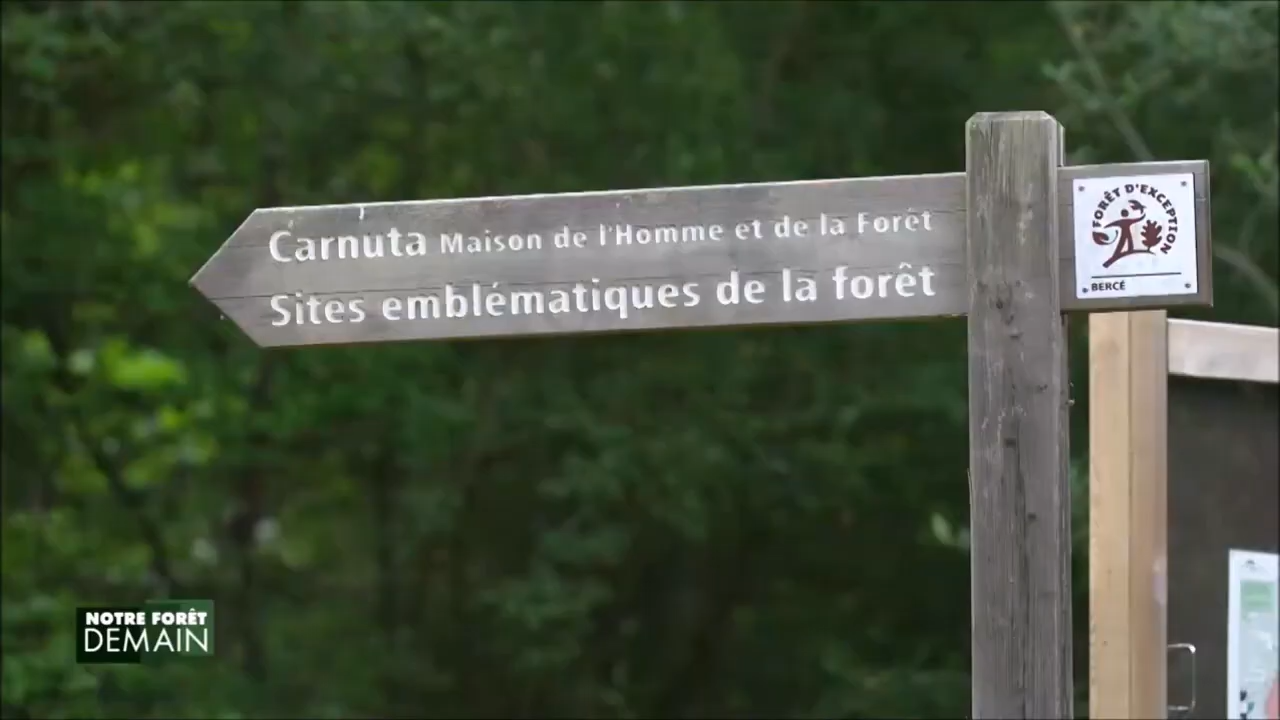 Carnuta Maison de l'Homme et de la Forêt
Sites emblématiques de la forêt
FORÊT D'EXCEPTION
BERCÉ
NOTRE FORÊT
DEMAIN